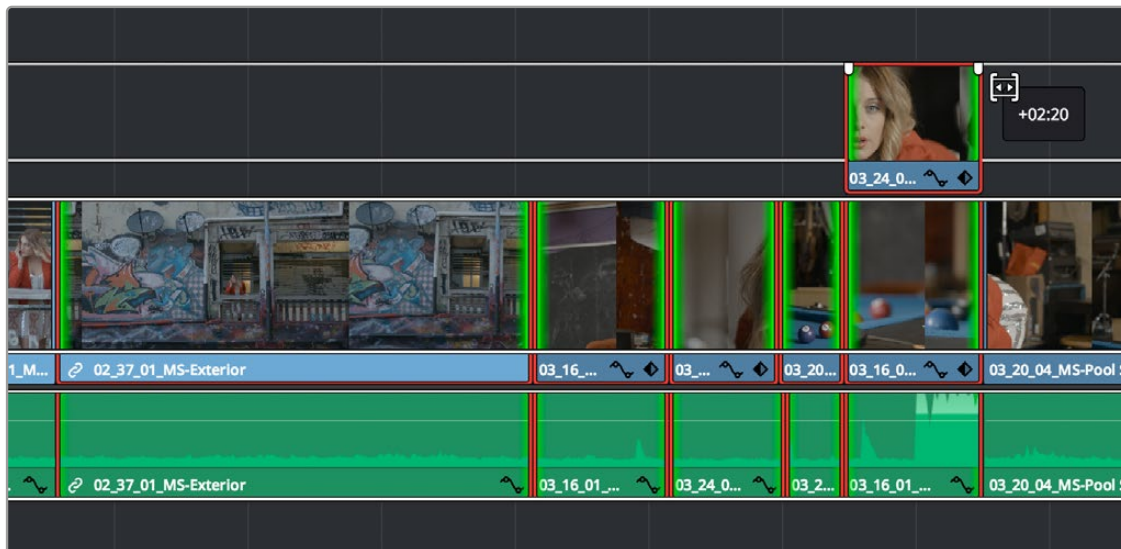 +02:20
03_24_0...
1_M...
02_37_01_MS-Exterior
03_16_...
03_...
03_20...
03_16_0...
03_20_04_MS-Pool S
.
02_37_01_MS-Exterior
03_16_01_...
03_24_0...
03_2...
03_16_01_...
03_20_04_MS-Pool S